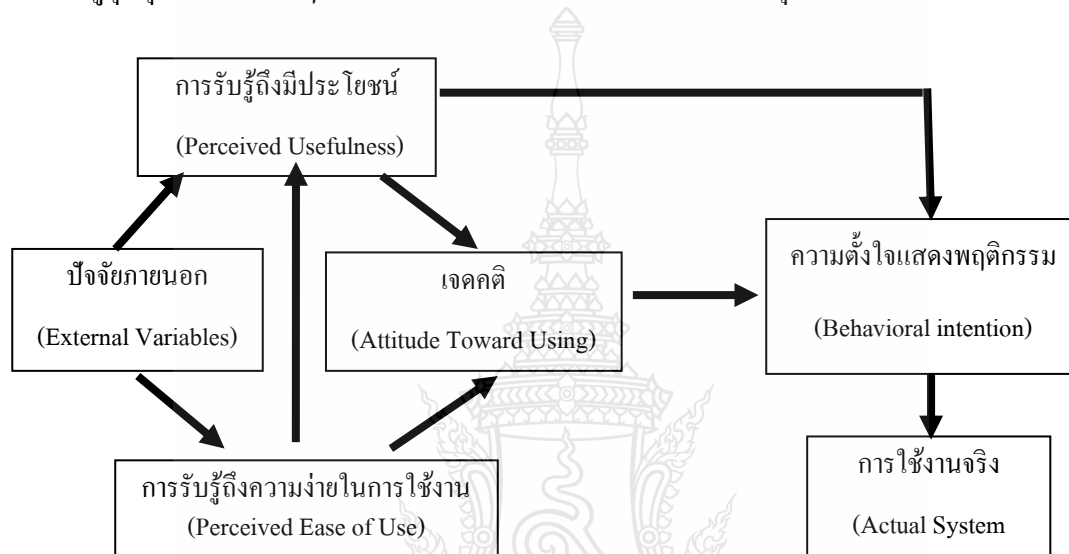 การรับรู้ถึงมีประโยชน์
(Perceived Usefulness)
ปัจจัยภายนอก
(External Variables)
เจตคติ
(Attitude Toward Using)
ความตั้งใจแสดงพฤติกรรม
(Behavioral intention)
การรับรู้ถึงความง่ายในการใช้งาน
(Perceived Ease of Use)
การใช้งานจริง
(Actual System